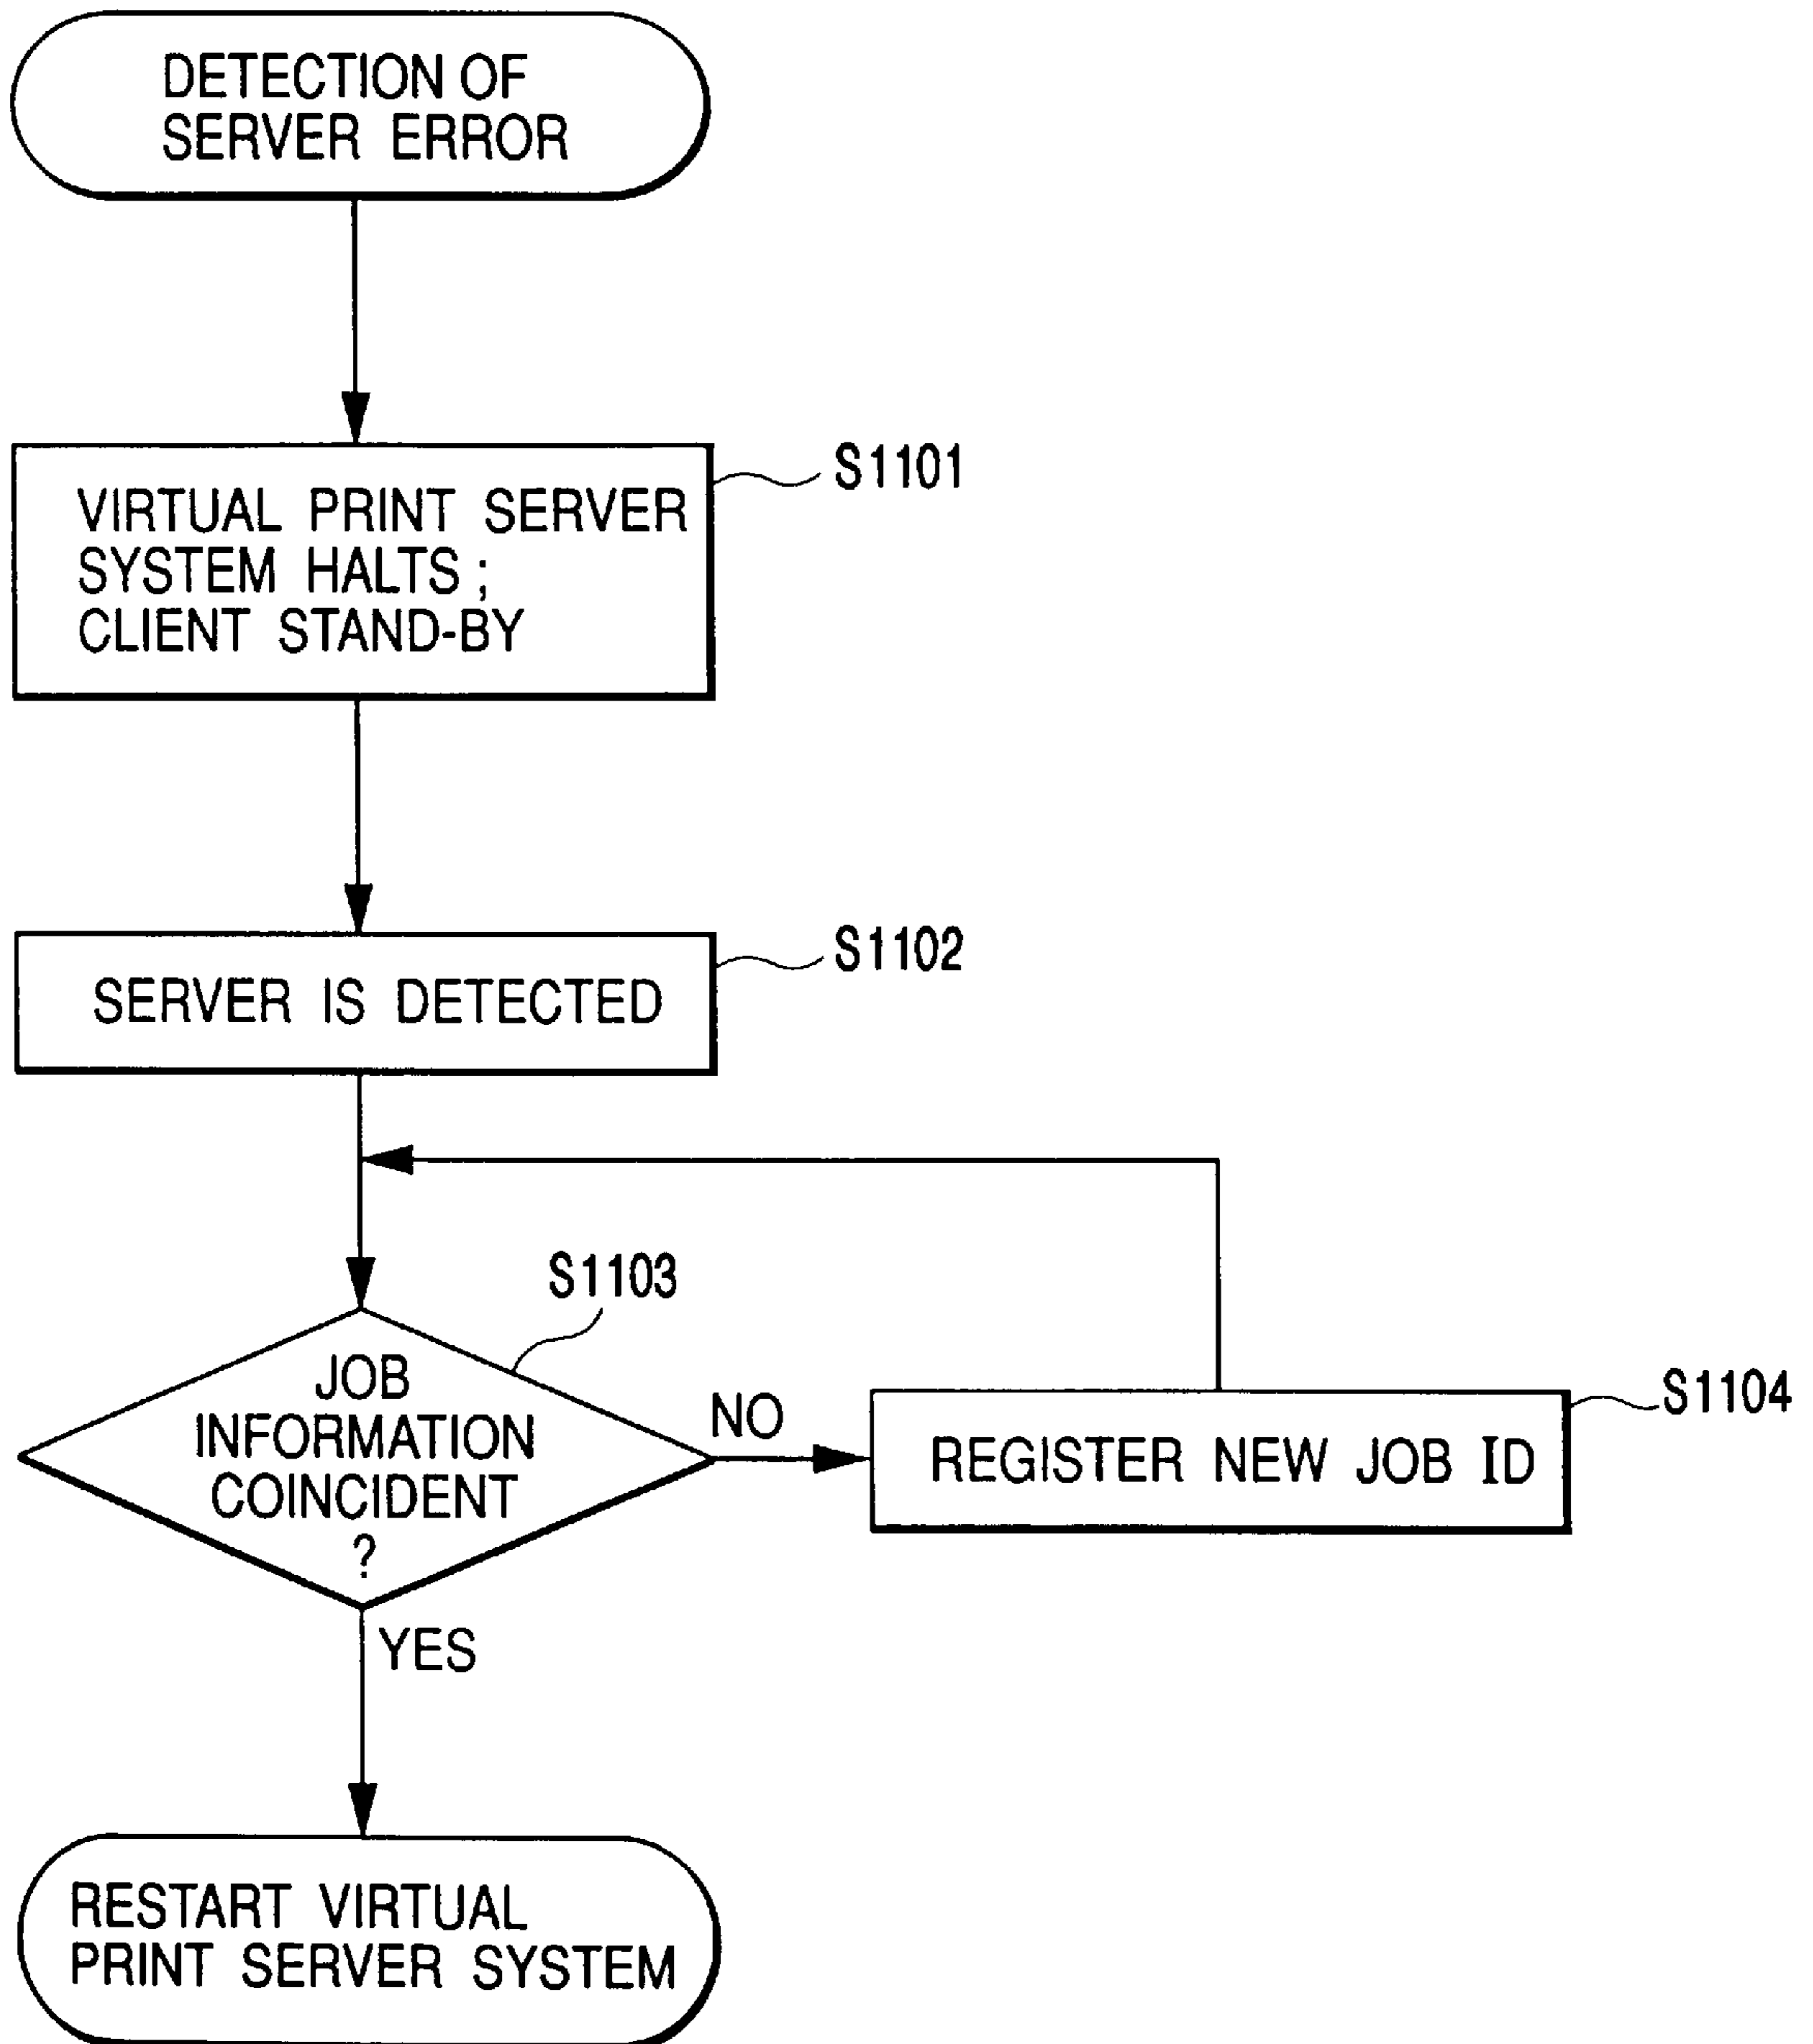 DETECTION OF
SERVER ERROR
S1101
VIRTUAL PRINT SERVER
SYSTEM HALTS ;
CLIENT STAND-BY
S1102
SERVER IS DETECTED
S1103
JOB
INFORMATION
COINCIDENT
?
NO
S1104
REGISTER NEW JOB ID
YES
RESTART VIRTUAL
PRINT SERVER SYSTEM